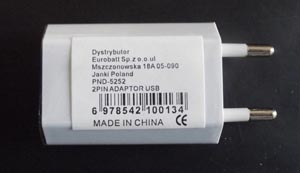 Dystrybutor
Eurobatt Sp.z o.o.ul
Mszczonowska 18A 05-090
Janki Poland
PND-5252
2PIN ADAPTOR USB
6 978542 100134
CE
MADE IN CHINA